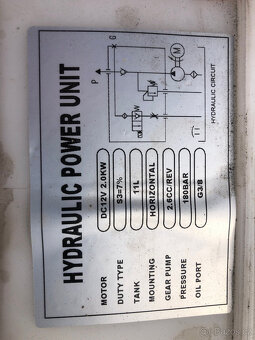 HYDRAULIC POWER UNIT
MOTOR DC12V 2.0KW
DUTY TYPE S3=7%
TANK 11L
MOUNTING HORIZONTAL
GEAR PUMP 2.6CC/REV
PRESSURE 180BAR
OIL PORT G3/8
G
P
M
HYDRAULIC CIRCUIT